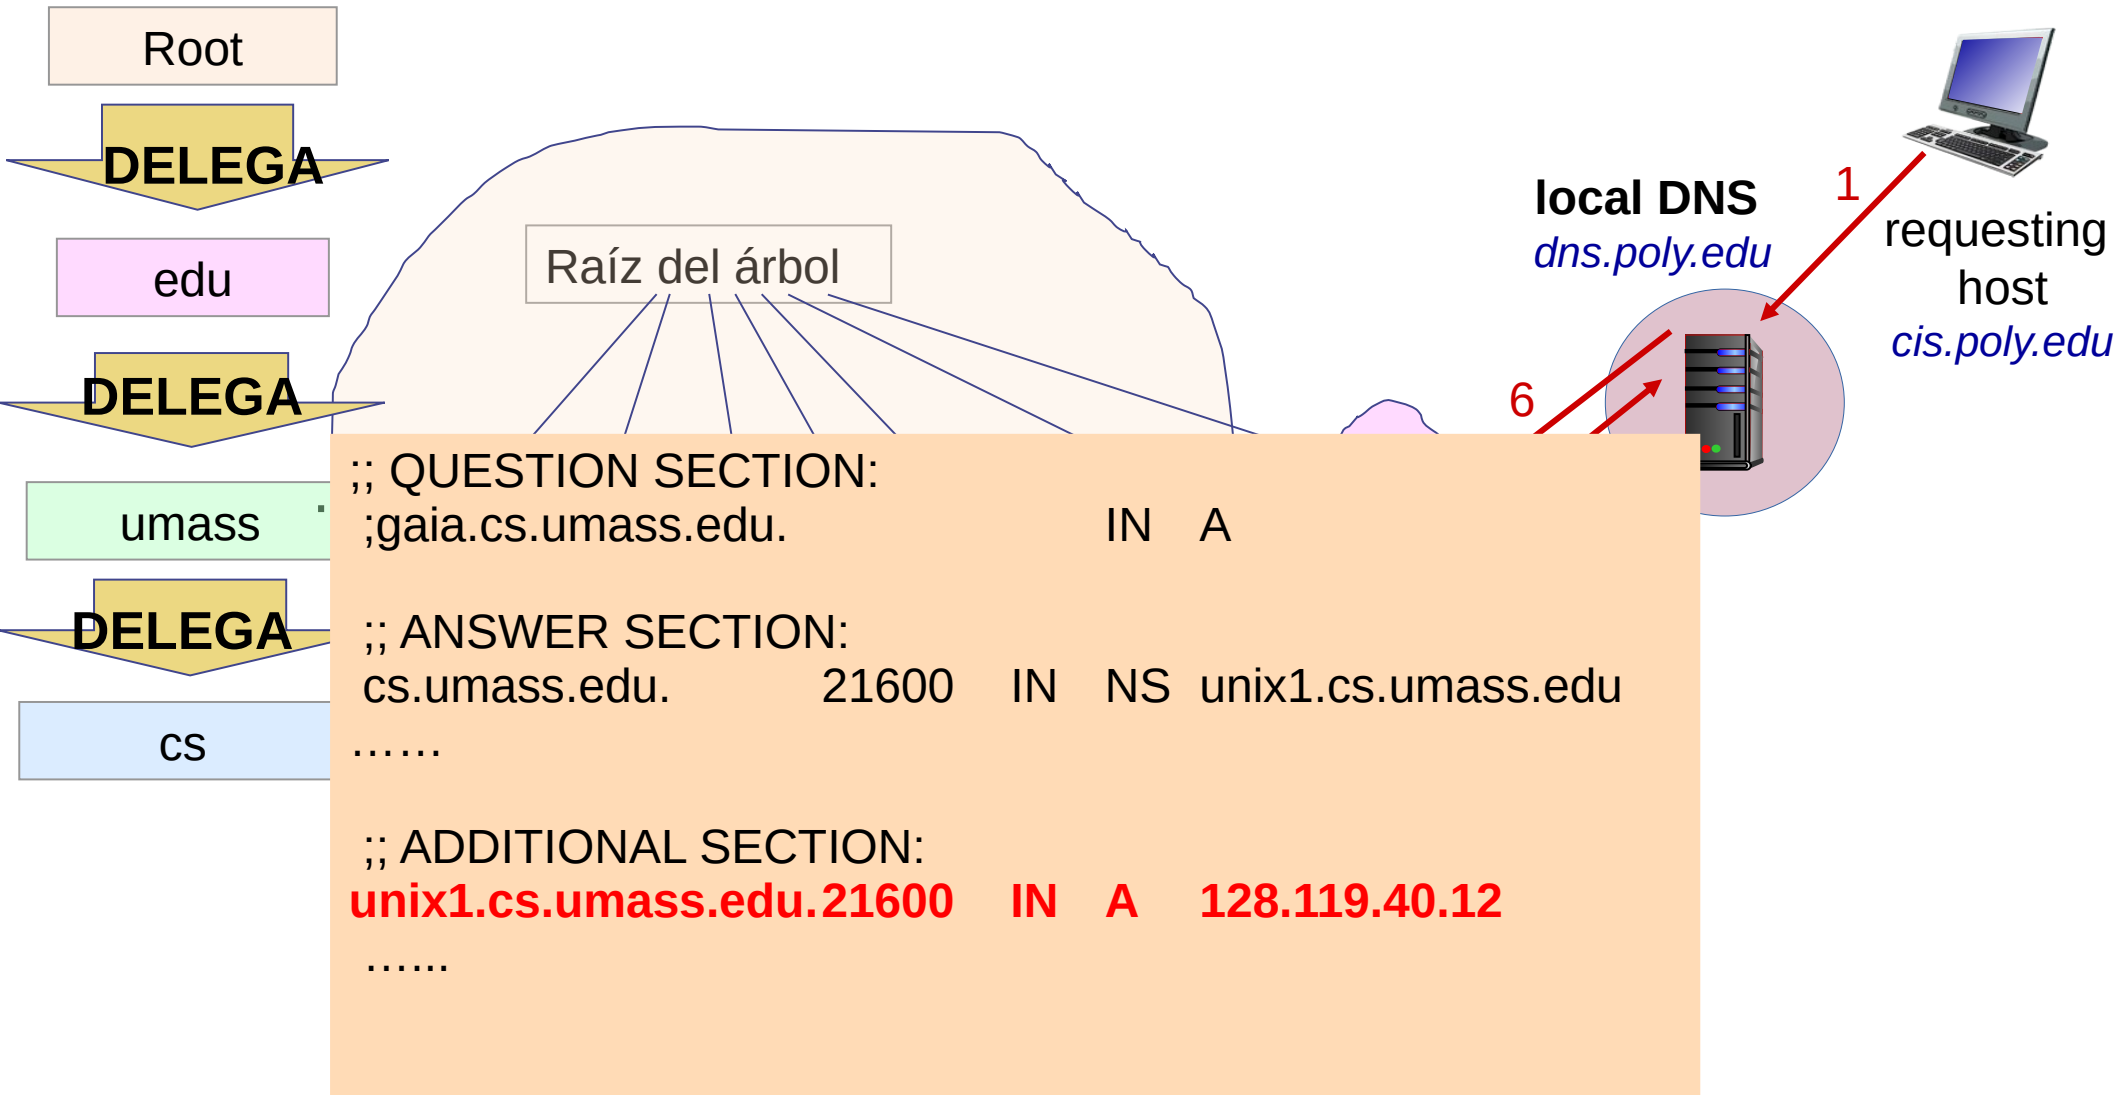 Root
DELEGA
edu
DELEGA
umass
DELEGA
cs
Raíz del árbol
local DNS
dns.poly.edu
1
requesting
host
cis.poly.edu
6
;; QUESTION SECTION:
;gaia.cs.umass.edu. IN A
;; ANSWER SECTION:
cs.umass.edu. 21600 IN NS unix1.cs.umass.edu
……
;; ADDITIONAL SECTION:
unix1.cs.umass.edu. 21600 IN A 128.119.40.12
…...